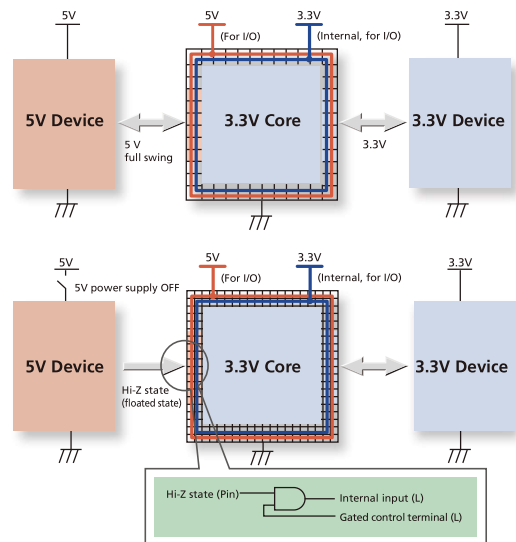 5V
5V
3.3V
3.3V
(For I/O)
(Internal, for I/O)
5V Device
3.3V Core
3.3V Device
5 V
full swing
3.3V
5V
5V
3.3V
3.3V
(For I/O)
(Internal, for I/O)
5V power supply OFF
5V Device
3.3V Core
3.3V Device
Hi-Z state
(floated state)
Hi-Z state (Pin)
Internal input (L)
Gated control terminal (L)